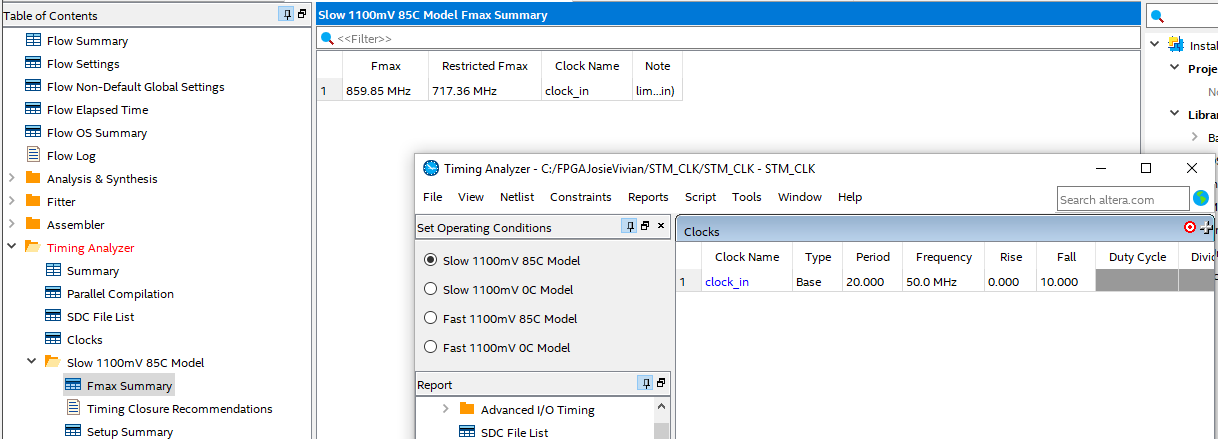 Table of Contents
Flow Summary
Flow Settings
Flow Non-Default Global Settings
Flow Elapsed Time
Flow OS Summary
Flow Log
Analysis & Synthesis
Fitter
Assembler
Timing Analyzer
Summary
Parallel Compilation
SDC File List
Clocks
Slow 1100mV 85C Model
Fmax Summary
Timing Closure Recommendations
Setup Summary
Slow 1100mV 85C Model Fmax Summary
<<Filter>>
Fmax Restricted Fmax Clock Name Note
1 859.85 MHz 717.36 MHz clock_in lim...in)
Timing Analyzer - C:/FPGAJosieVivian/STM_CLK/STM_CLK - STM_CLK
File View Netlist Constraints Reports Script Tools Window Help
Search altera.com
Set Operating Conditions
Slow 1100mV 85C Model
Slow 1100mV 0C Model
Fast 1100mV 85C Model
Fast 1100mV 0C Model
Report
Advanced I/O Timing
SDC File List
Clocks
Clock Name Type Period Frequency Rise Fall Duty Cycle Divid
1 clock_in Base 20.000 50.0 MHz 0.000 10.000
Instal
Proje
No
Libra
Ba